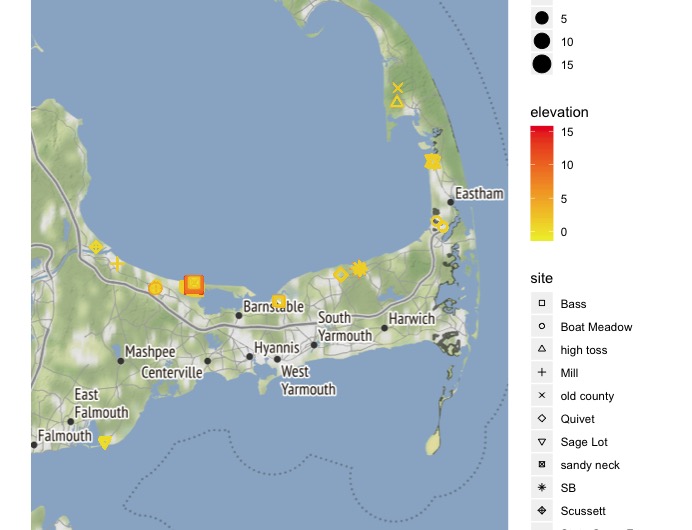 Eastham
Barnstable
South
Yarmouth
Harwich
Mashpee
Hyannis
Centerville
West
Yarmouth
East
Falmouth
Falmouth
5
10
15
elevation
15
10
5
0
site
Bass
Boat Meadow
high toss
Mill
old county
Quivet
Sage Lot
sandy neck
SB
Scussett